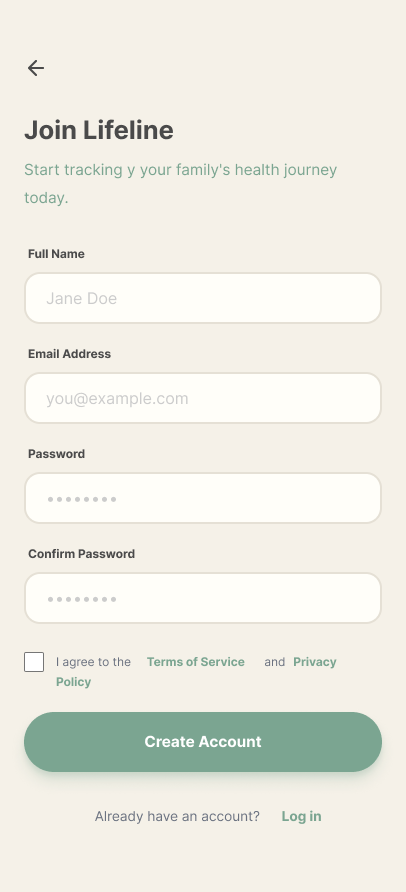 Join Lifeline
Start tracking y your family's health journey
today.
Full Name
Jane Doe
Email Address
you@example.com
Password
••••••••
Confirm Password
••••••••
I agree to the Terms of Service and Privacy
Policy
Create Account
Already have an account? Log in